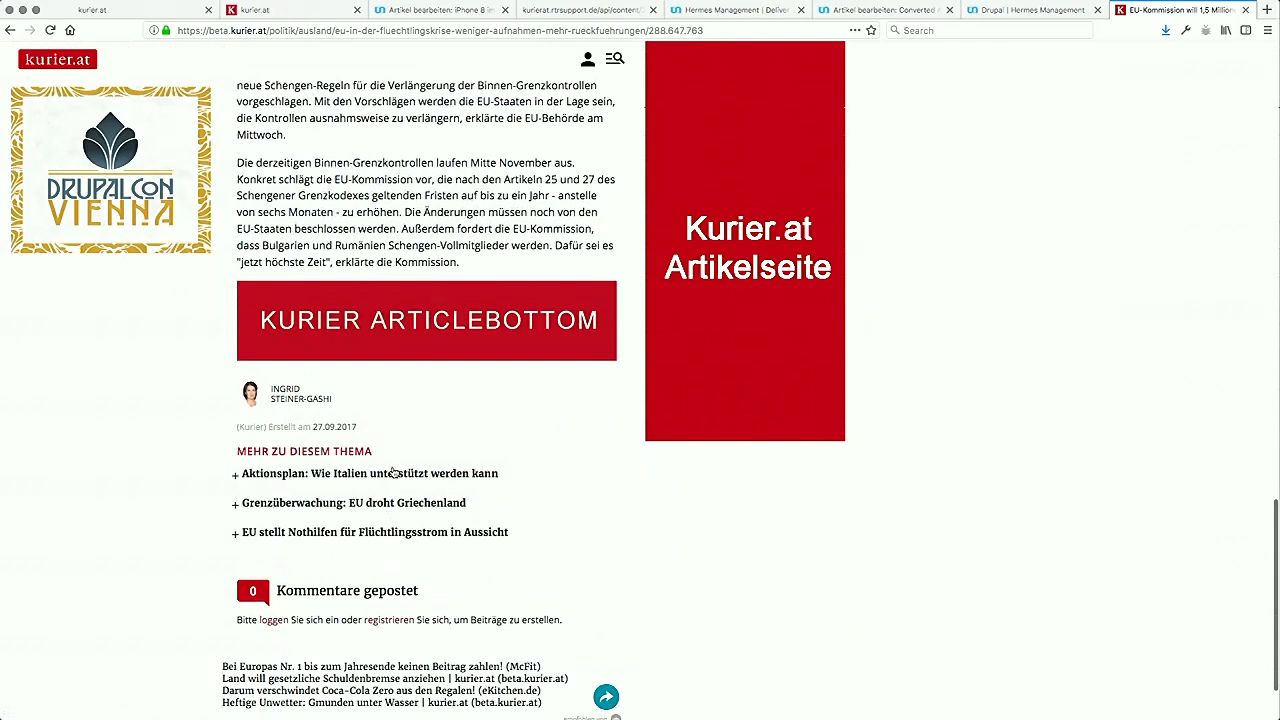 kurier.at
kurier.at
Artikel bearbeiten: iPhone 8 im
kurierat.rtrsupport.de/api/content/
Hermes Management | Deliver
Artikel bearbeiten: Converted
Drupal | Hermes Management
EU-Kommission will 1,5 Million
https://beta.kurier.at/politik/ausland/eu-in-der-fluechtlingskrise-weniger-aufnahmen-mehr-rueckfuehrungen/288.647.763
Search
kurier.at
DRUPALCON
VIENNA
neue Schengen-Regeln für die Verlängerung der Binnen-Grenzkontrollen
vorgeschlagen. Mit den Vorschlägen werden die EU-Staaten in der Lage sein,
die Kontrollen ausnahmsweise zu verlängern, erklärte die EU-Behörde am
Mittwoch.
Die derzeitigen Binnen-Grenzkontrollen laufen Mitte November aus.
Konkret schlägt die EU-Kommission vor, die nach den Artikeln 25 und 27 des
Schengener Grenzkodexes geltenden Fristen auf bis zu ein Jahr - anstelle
von sechs Monaten - zu erhöhen. Die Änderungen müssen noch von den
EU-Staaten beschlossen werden. Außerdem fordert die EU-Kommission,
dass Bulgarien und Rumänien Schengen-Vollmitglieder werden. Dafür sei es
"jetzt höchste Zeit", erklärte die Kommission.
KURIER ARTICLEBOTTOM
Kurier.at
Artikelseite
INGRID
STEINER-GASHI
(Kurier) Erstellt am 27.09.2017
MEHR ZU DIESEM THEMA
+ Aktionsplan: Wie Italien unterstützt werden kann
+ Grenzüberwachung: EU droht Griechenland
+ EU stellt Nothilfen für Flüchtlingsstrom in Aussicht
0 Kommentare gepostet
Bitte loggen Sie sich ein oder registrieren Sie sich, um Beiträge zu erstellen.
Bei Europas Nr. 1 bis zum Jahresende keinen Beitrag zahlen! (McFit)
Land will gesetzliche Schuldenbremse anziehen | kurier.at (beta.kurier.at)
Darum verschwindet Coca-Cola Zero aus den Regalen! (eKitchen.de)
Heftige Unwetter: Gmunden unter Wasser | kurier.at (beta.kurier.at)
empfohlen von